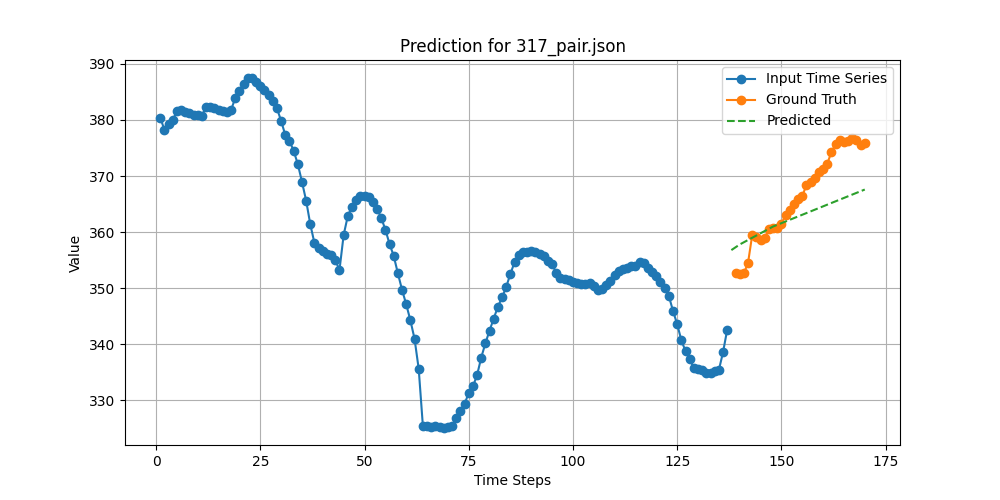 Prediction for 317_pair.json
Input Time Series
Ground Truth
Predicted
Value
390
380
370
360
350
340
330
0 25 50 75 100 125 150 175
Time Steps